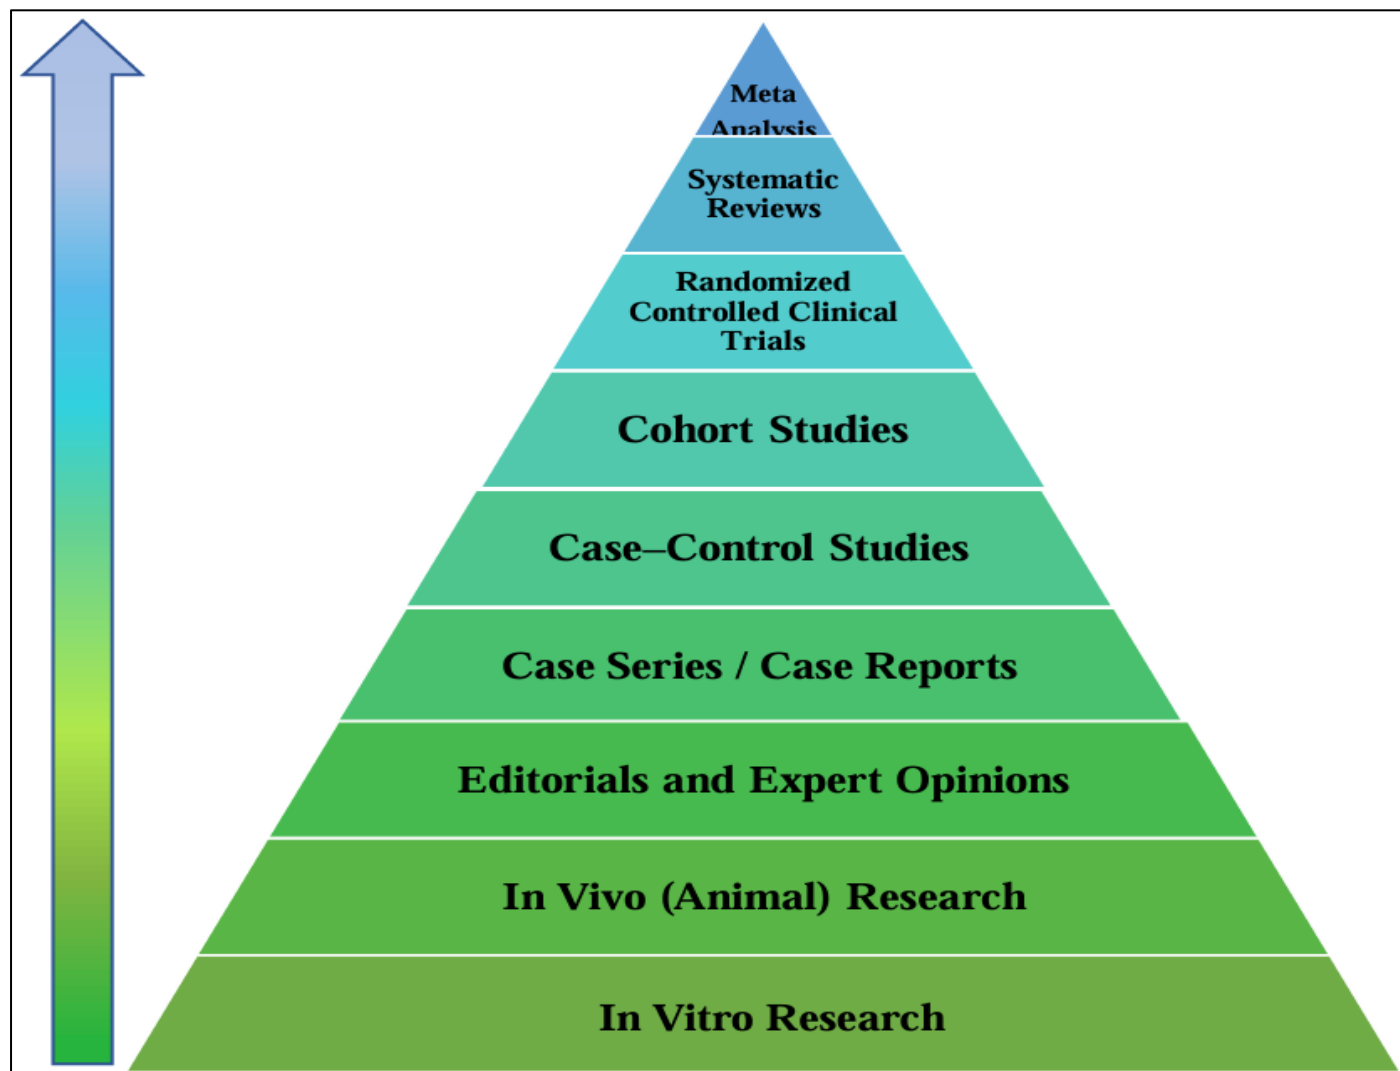 Meta
Analysis
Systematic
Reviews
Randomized
Controlled Clinical
Trials
Cohort Studies
Case–Control Studies
Case Series / Case Reports
Editorials and Expert Opinions
In Vivo (Animal) Research
In Vitro Research